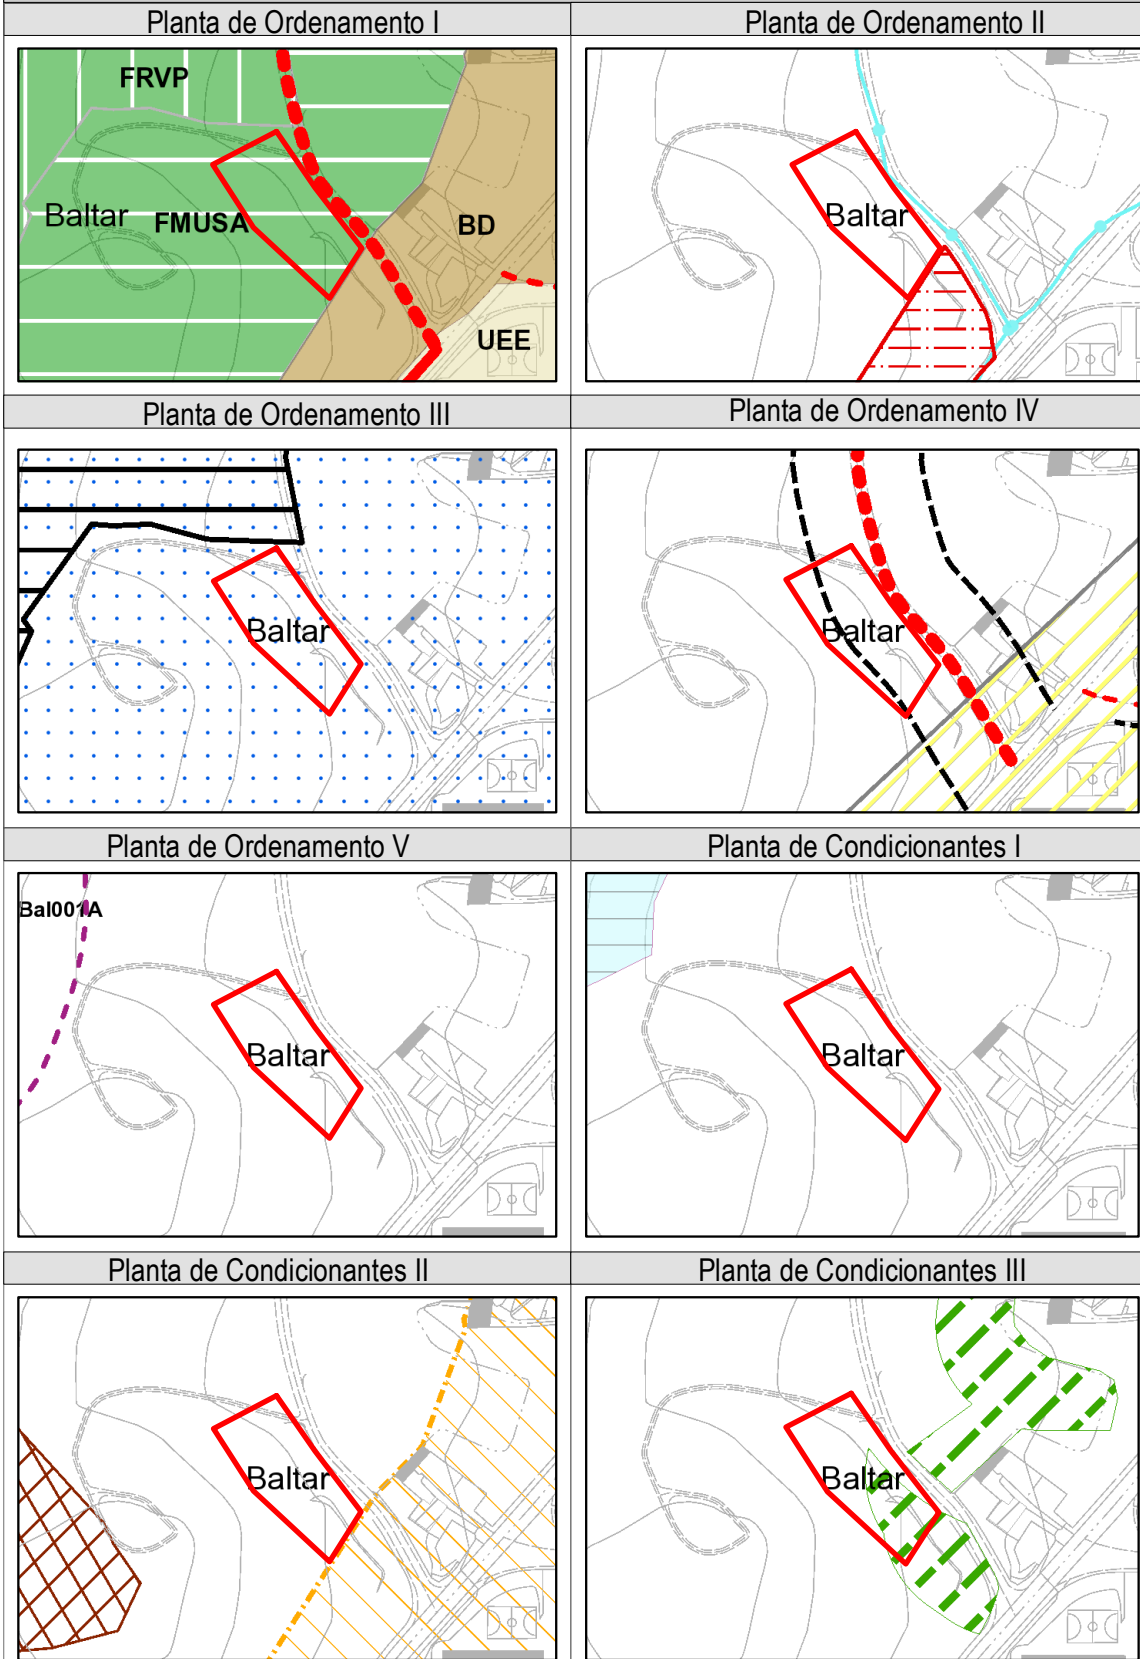 Planta de Ordenamento I
Planta de Ordenamento II
FRVP
Baltar
FMUSA
BD
UEE
Baltar
Planta de Ordenamento III
Planta de Ordenamento IV
Baltar
Baltar
Planta de Ordenamento V
Planta de Condicionantes I
Bal001A
Baltar
Baltar
Planta de Condicionantes II
Planta de Condicionantes III
Baltar
Baltar